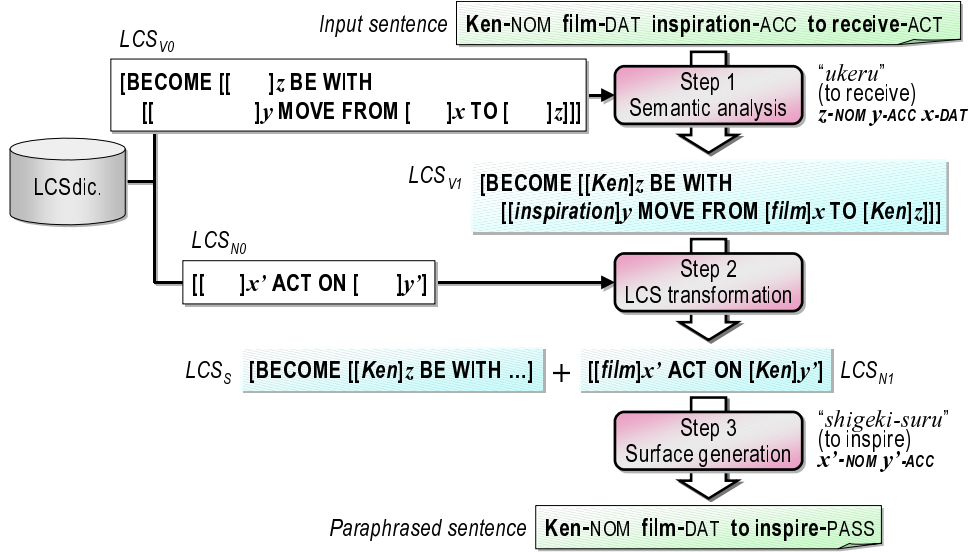 Input sentence
Ken-NOM film-DAT inspiration-ACC to receive-ACT
LCSV0
[BECOME [[ ]z BE WITH
[[ ]y MOVE FROM [ ]x TO [ ]z]]]
Step 1
Semantic analysis
“ukeru”
(to receive)
z-NOM y-ACC x-DAT
LCSdic.
LCSV1
[BECOME [[Ken]z BE WITH
[[inspiration]y MOVE FROM [film]x TO [Ken]z]]]
LCSN0
[[ ]x’ ACT ON [ ]y’]
Step 2
LCS transformation
LCSS
[BECOME [[Ken]z BE WITH ...]
+
[[film]x’ ACT ON [Ken]y’]
LCSN1
Step 3
Surface generation
“shigeki-suru”
(to inspire)
x’-NOM y’-ACC
Paraphrased sentence
Ken-NOM film-DAT to inspire-PASS